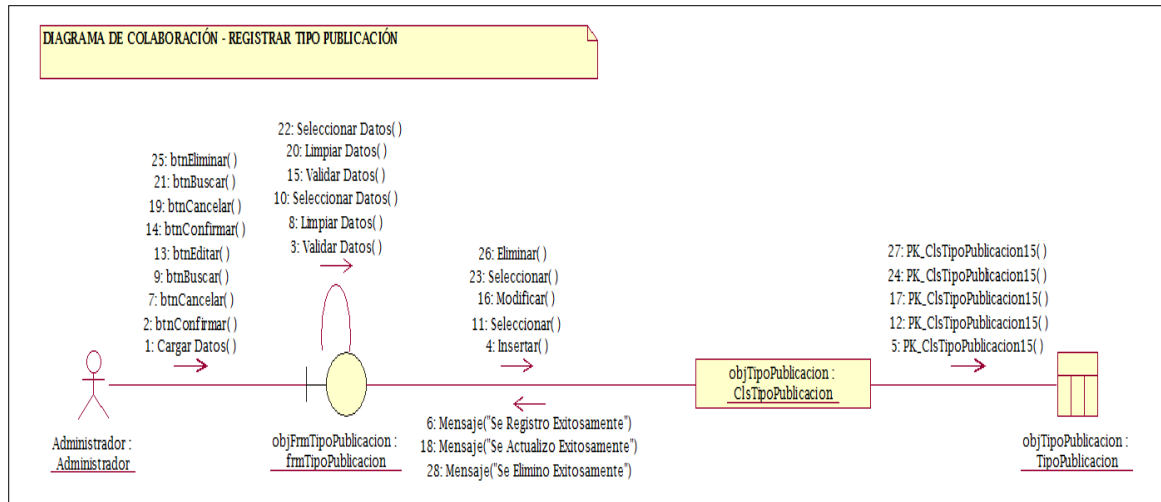 DIAGRAMA DE COLABORACIÓN - REGISTRAR TIPO PUBLICACIÓN
25: btnEliminar( )
21: btnBuscar( )
19: btnCancelar( )
14: btnConfirmar( )
13: btnEditar( )
9: btnBuscar( )
7: btnCancelar( )
2: btnConfirmar( )
1: Cargar Datos( )
22: Seleccionar Datos( )
20: Limpiar Datos( )
15: Validar Datos( )
10: Seleccionar Datos( )
8: Limpiar Datos( )
3: Validar Datos( )
26: Eliminar( )
23: Seleccionar( )
16: Modificar( )
11: Seleccionar( )
4: Insertar( )
27: PK_ClsTipoPublicacion15( )
24: PK_ClsTipoPublicacion15( )
17: PK_ClsTipoPublicacion15( )
12: PK_ClsTipoPublicacion15( )
5: PK_ClsTipoPublicacion15( )
Administrador :
Administrador
objFrmTipoPublicacion :
frmTipoPublicacion
6: Mensaje("Se Registro Exitosamente")
18: Mensaje("Se Actualizo Exitosamente")
28: Mensaje("Se Elimino Exitosamente")
objTipoPublicacion :
ClsTipoPublicacion
objTipoPublicacion :
TipoPublicacion